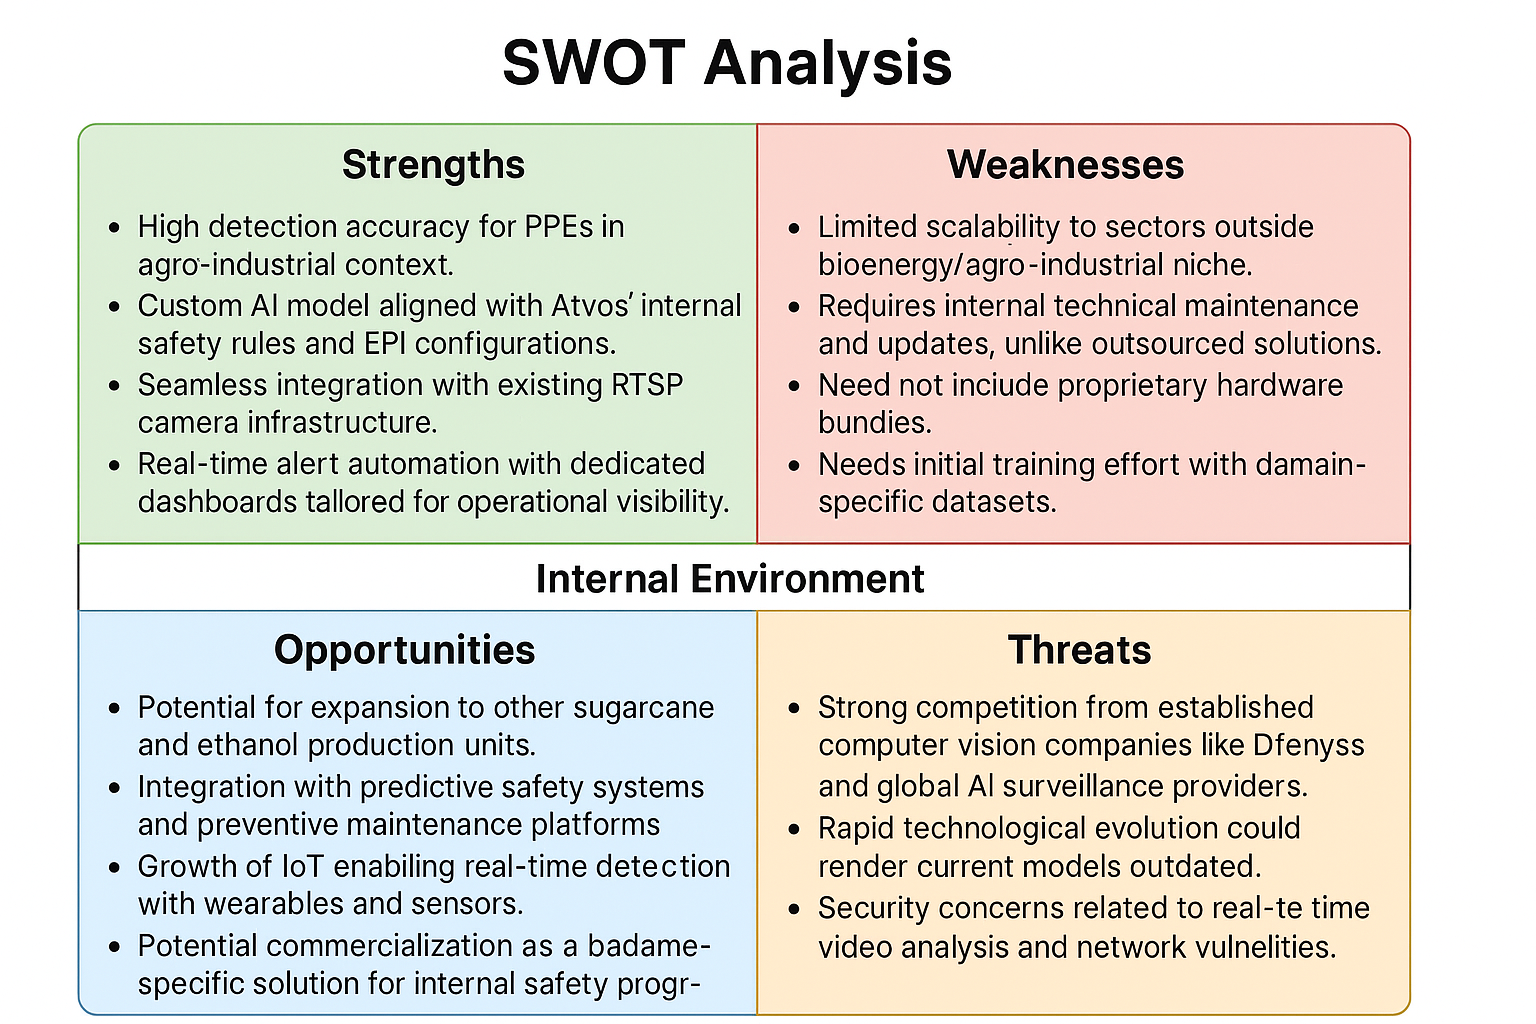 SWOT Analysis
Strengths
• High detection accuracy for PPEs in
agro-industrial context.
• Custom AI model aligned with Atvos’ internal
safety rules and EPI configurations.
• Seamless integration with existing RTSP
camera infrastructure.
• Real-time alert automation with dedicated
dashboards tallored for operational visibility.
Weaknesses
• Limited scalability to sectors outside
bioenergy/agro-industrial niche.
• Requires internal technical maintenance
and updates, unlike outsourced solutions.
• Need not inciude proprietary hardware
bundies.
• Needs initial training effort with damain-
specific datasets.
Internal Environment
Opportunities
• Potential for expansion to other sugarcane
and ethanol production units.
• Integration with predictive safety systems
and preventive maintenance platforms
• Growth of IoT enabiling real-time detection
with wearables and sensors.
• Potential commercialization as a badame-
specific solution for internal safety progr-
Threats
• Strong competition from established
computer vision companies like Dfenyss
and global AI surveillance providers.
• Rapid technological evolution could
render current models outdated.
• Security concerns related to real-te time
video analysis and network vulnelities.